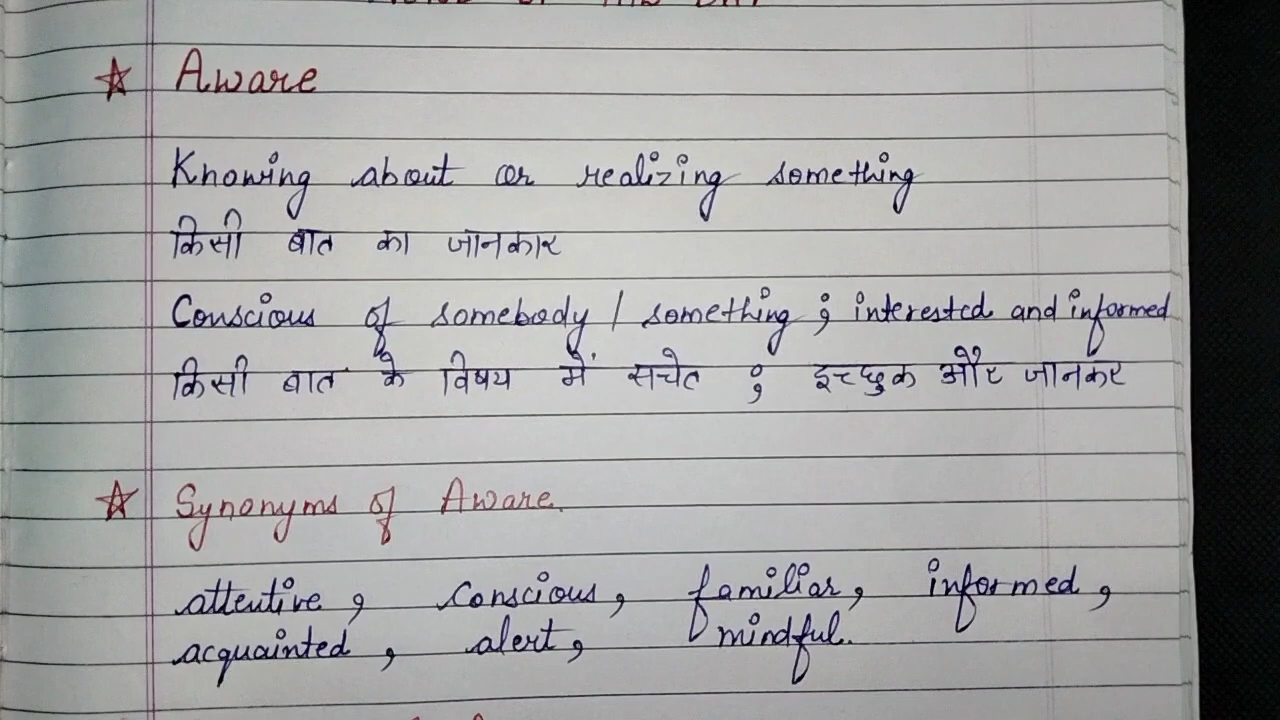 Aware
Knowing about or realizing something
किसी बात का जानकार
Conscious of somebody / something ; interested and informed
किसी बात के विषय में सचेत ; इच्छुक और जानकर
Synonyms of Aware.
attentive, conscious, familiar, informed,
acquainted, alert, mindful.